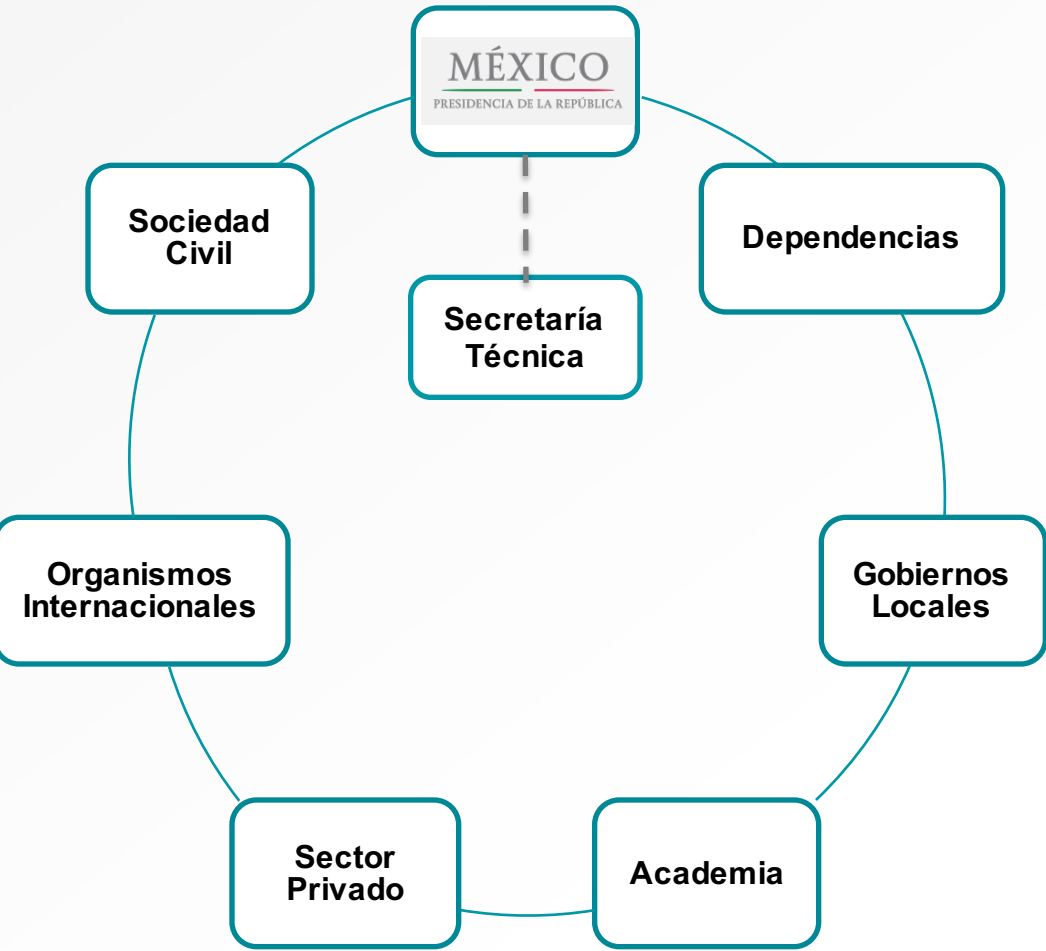 MÉXICO
PRESIDENCIA DE LA REPÚBLICA
Sociedad
Civil
Dependencias
Secretaría
Técnica
Organismos
Internacionales
Gobiernos
Locales
Sector
Privado
Academia